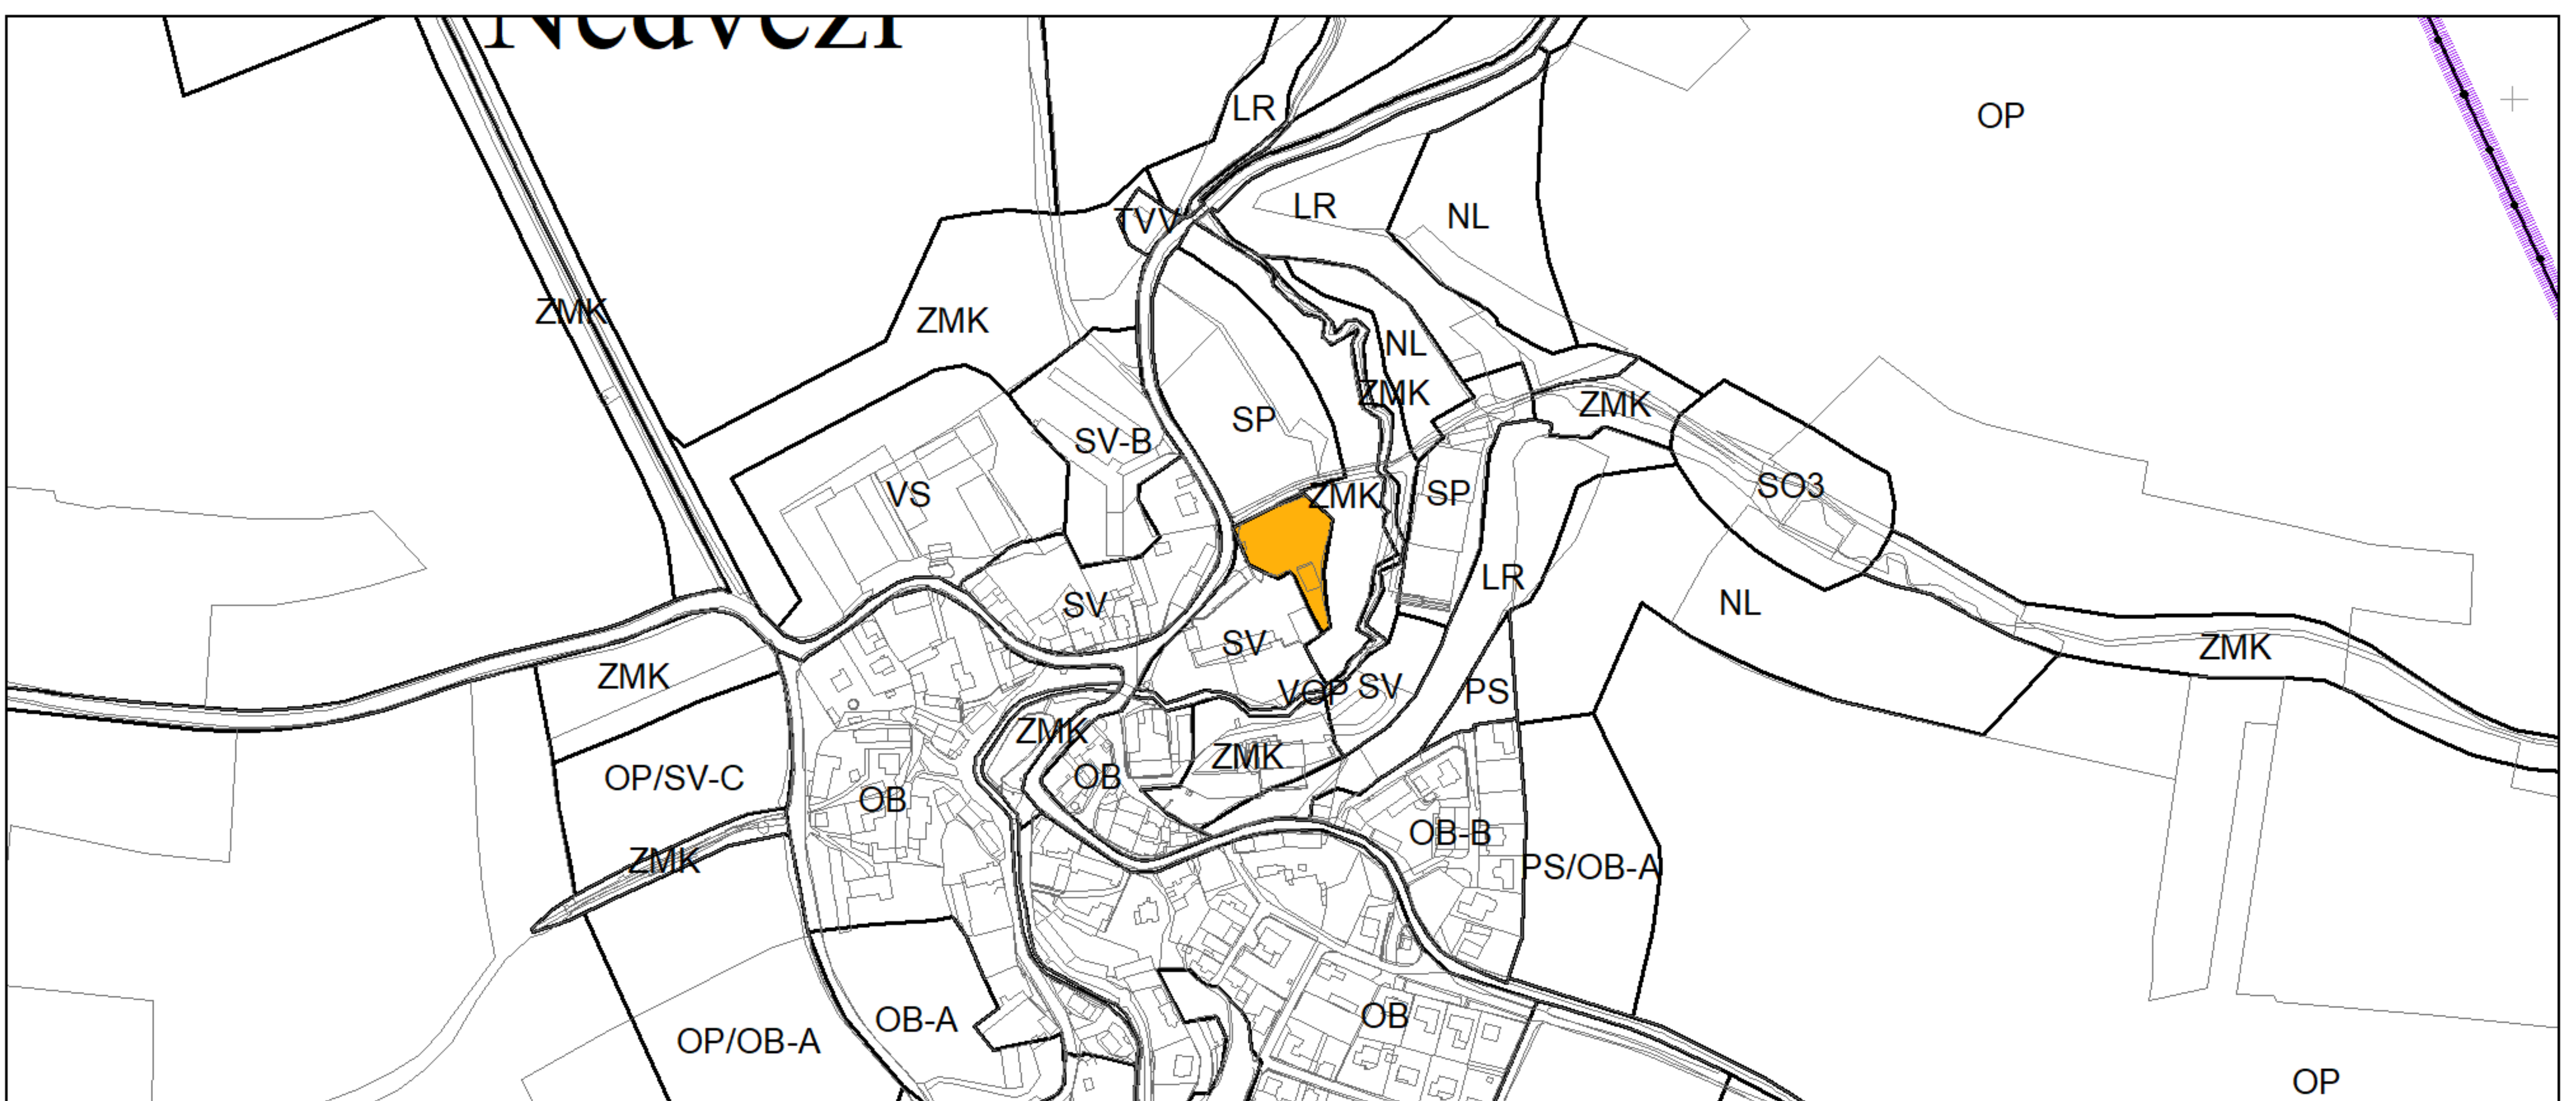 Nedvězí
LR
OP
LR
NL
TVV
ZMK
ZMK
NL
ZMK
ZMK
SP
SV-B
VS
ZMK
SP
SO3
LR
NL
SV
SV
ZMK
ZMK
VOP
SV
PS
ZMK
ZMK
OP/SV-C
OB
OB
OB-B
ZMK
PS/OB-A
OB-A
OB
OP/OB-A
OP